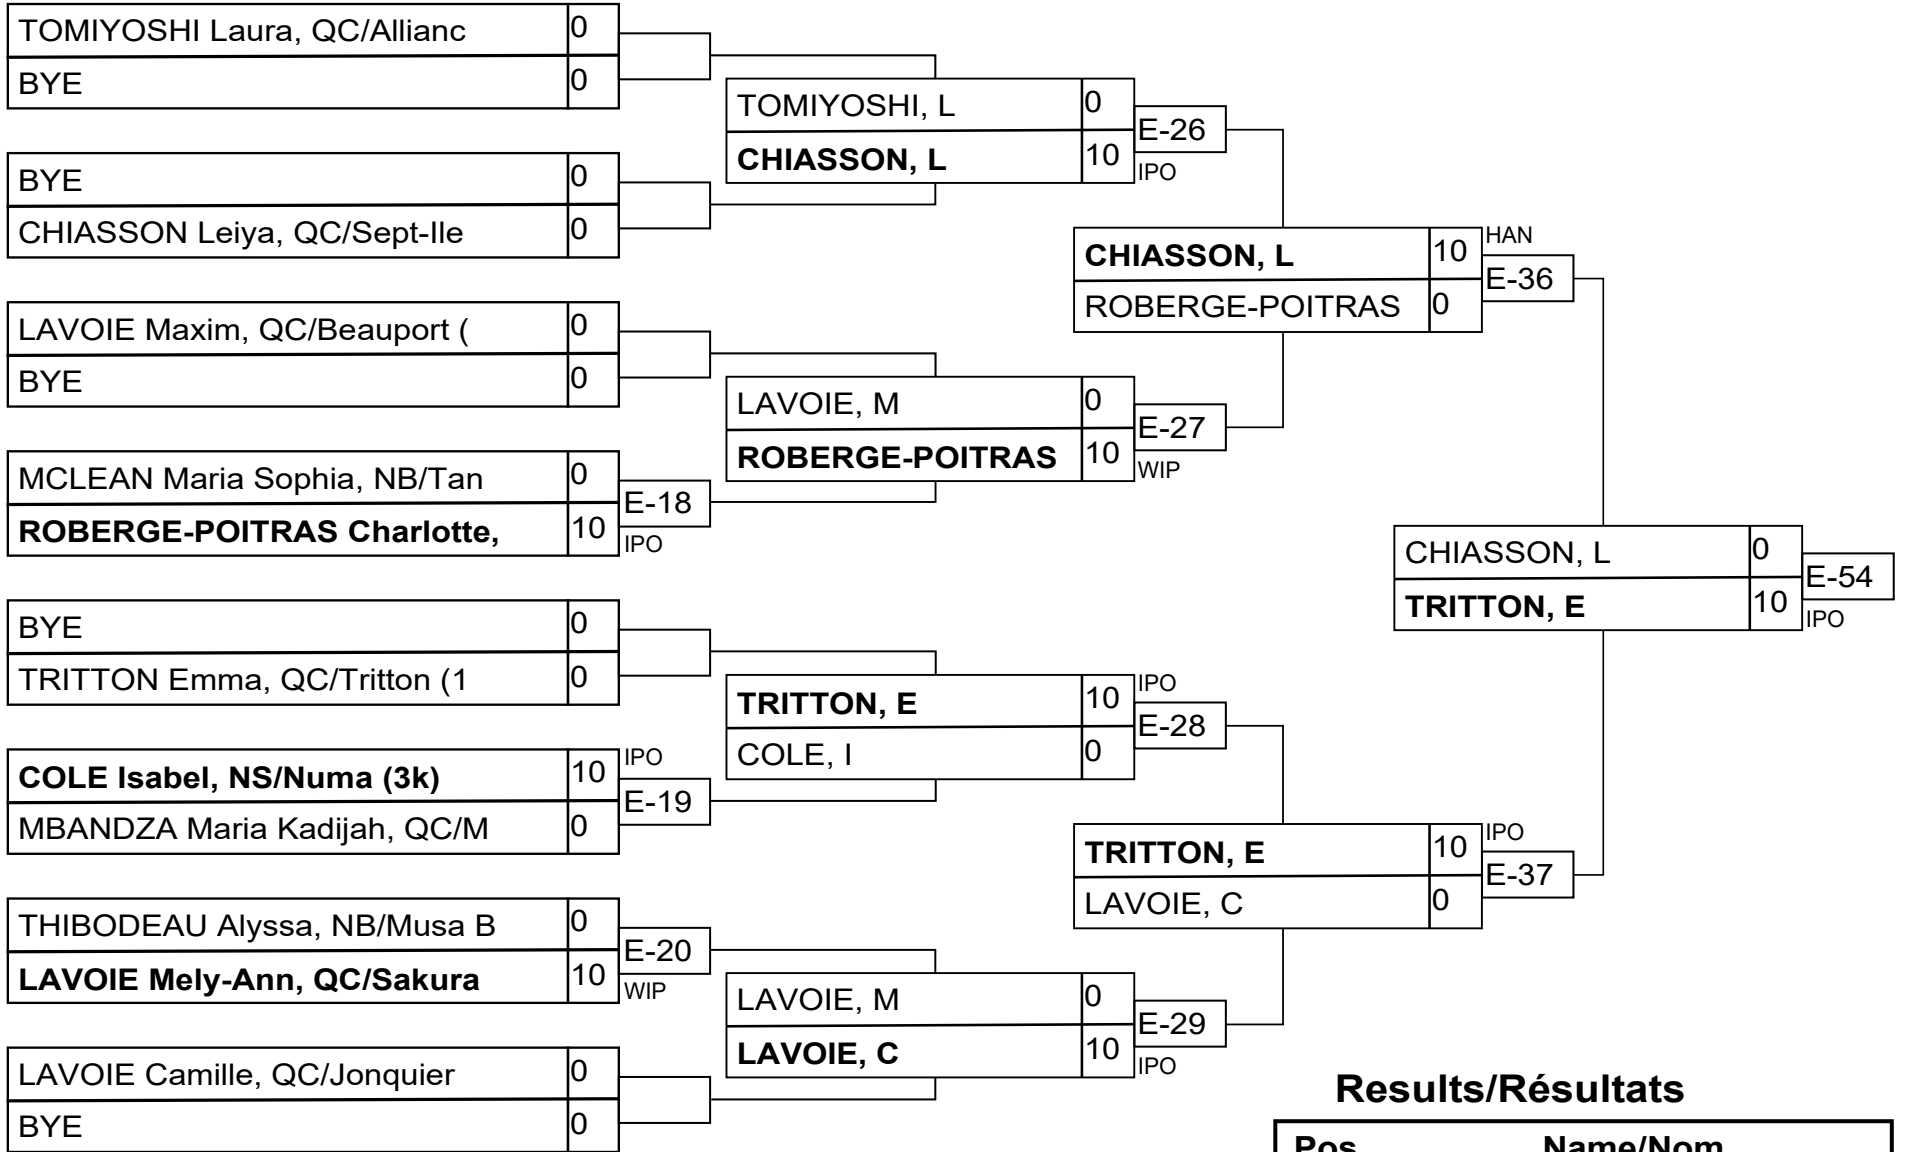 TOMIYOSHI Laura, QC/Allianc 0
BYE 0
BYE 0
CHIASSON Leiya, QC/Sept-Ile 0
LAVOIE Maxim, QC/Beauport ( 0
BYE 0
MCLEAN Maria Sophia, NB/Tan 0
ROBERGE-POITRAS Charlotte, 10
E-18
IPO
BYE 0
TRITTON Emma, QC/Tritton (1 0
COLE Isabel, NS/Numa (3k) 10
MBANDZA Maria Kadijah, QC/M 0
IPO
E-19
THIBODEAU Alyssa, NB/Musa B 0
LAVOIE Mely-Ann, QC/Sakura 10
E-20
WIP
LAVOIE Camille, QC/Jonquier 0
BYE 0
TOMIYOSHI, L 0
CHIASSON, L 10
E-26
IPO
LAVOIE, M 0
ROBERGE-POITRAS 10
E-27
WIP
TRITTON, E 10
COLE, I 0
IPO
E-28
LAVOIE, M 0
LAVOIE, C 10
E-29
IPO
CHIASSON, L 10
ROBERGE-POITRAS 0
HAN
E-36
TRITTON, E 10
LAVOIE, C 0
IPO
E-37
CHIASSON, L 0
TRITTON, E 10
E-54
IPO
Results/Résultats
Pos Name/Nom